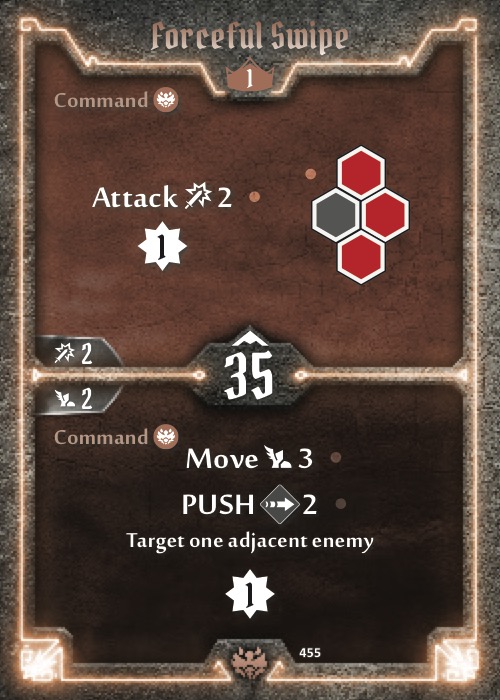 Forceful Swipe
1
Command
Attack 2
1
2
35
2
Command
Move 3
PUSH 2
Target one adjacent enemy
1
455